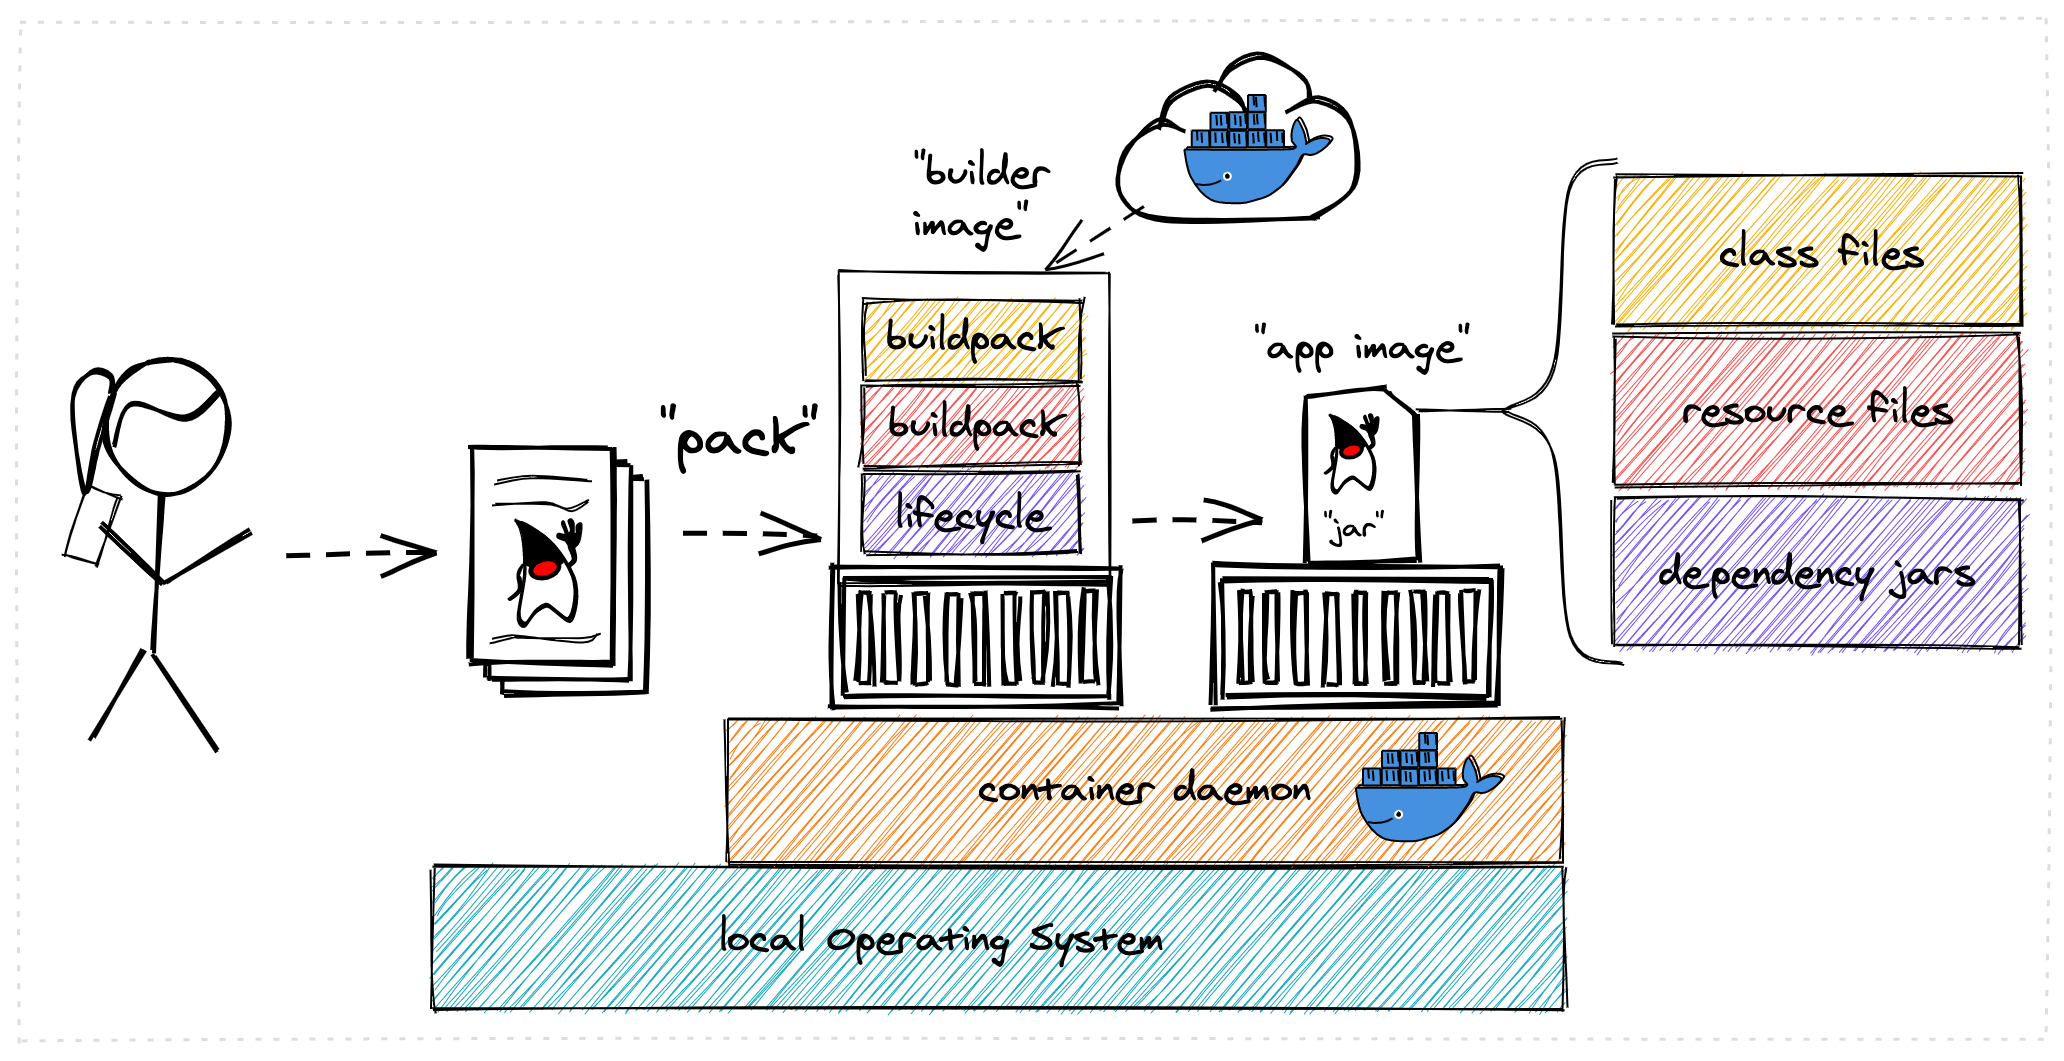 "builder
image"
"pack"
buildpack
buildpack
lifecycle
"app image"
"jar"
class files
resource files
dependency jars
container daemon
local Operating System